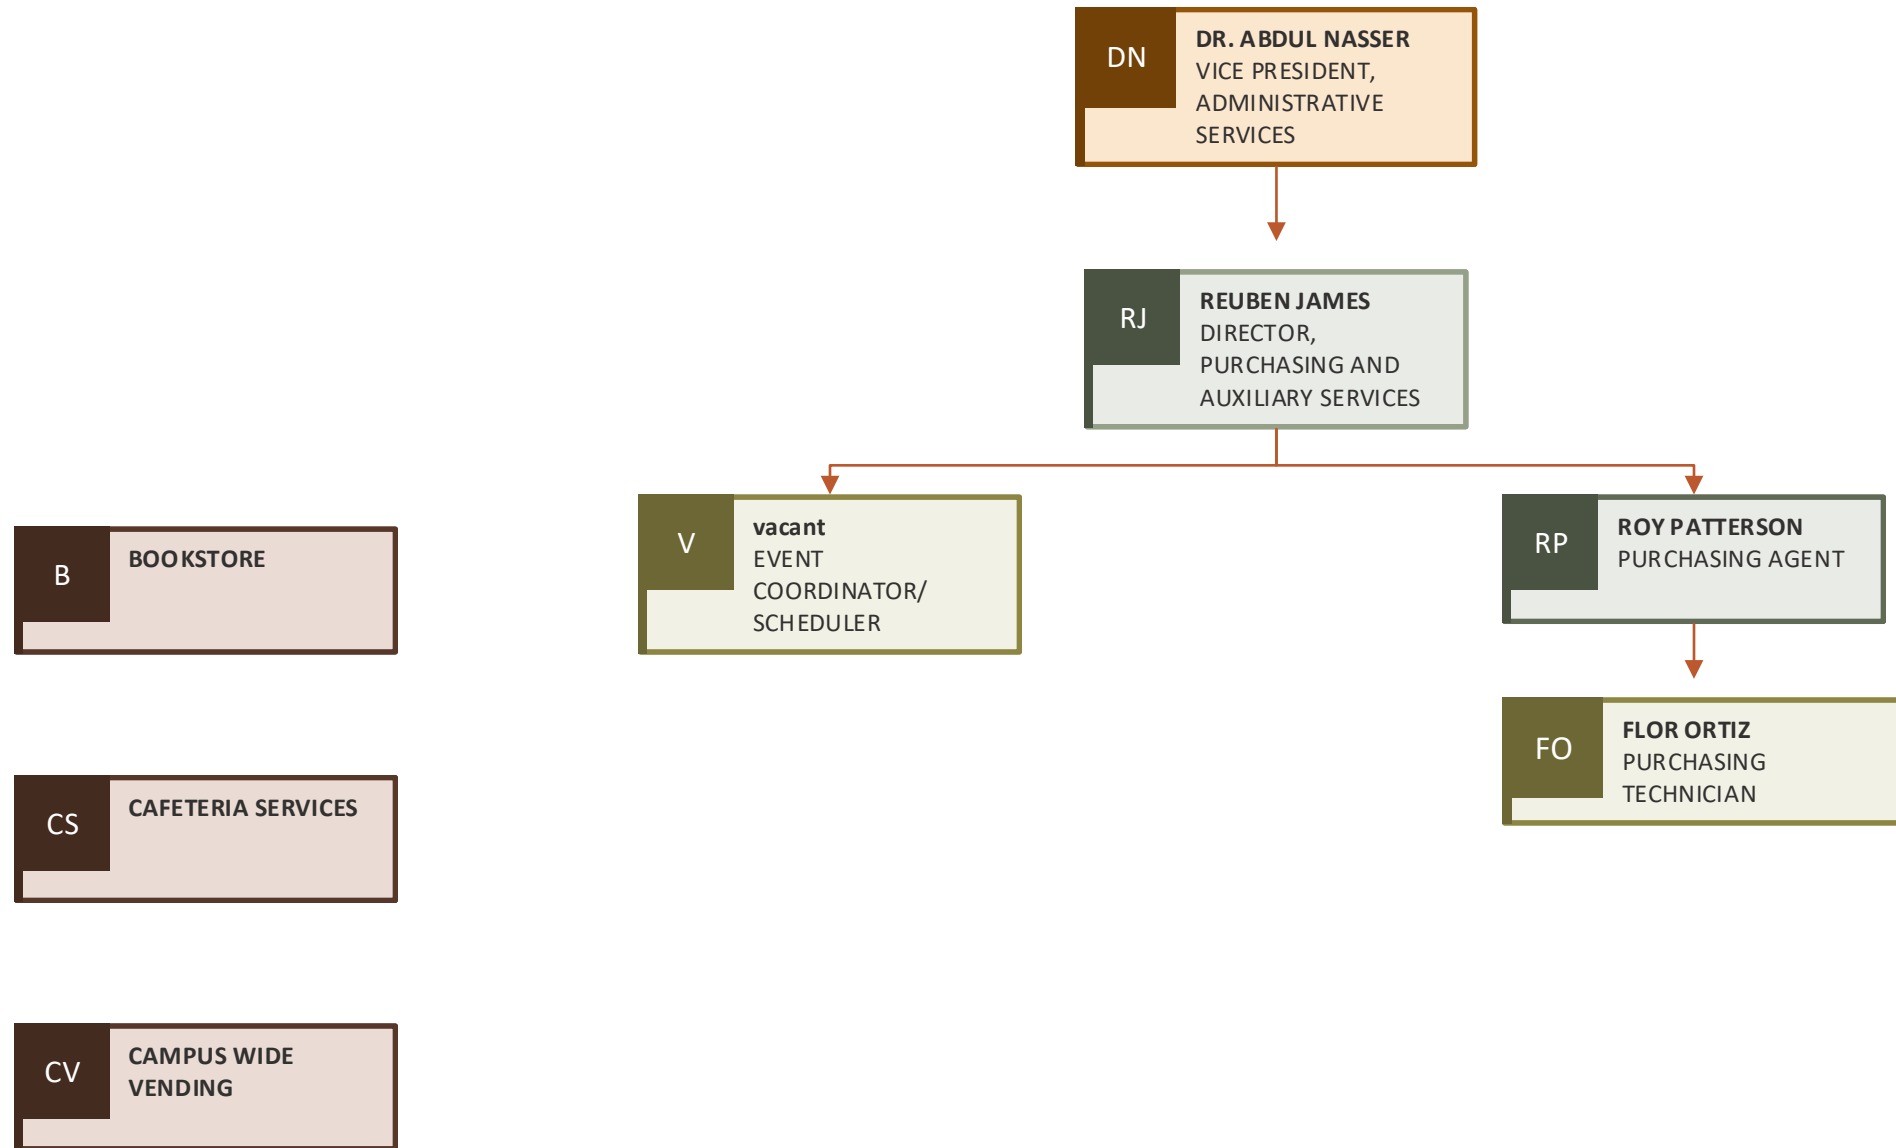 DN
DR. ABDUL NASSER
VICE PRESIDENT,
ADMINISTRATIVE
SERVICES
RJ
REUBEN JAMES
DIRECTOR,
PURCHASING AND
AUXILIARY SERVICES
V
vacant
EVENT
COORDINATOR/
SCHEDULER
RP
ROY PATTERSON
PURCHASING AGENT
FO
FLOR ORTIZ
PURCHASING
TECHNICIAN
B
BOOKSTORE
CS
CAFETERIA SERVICES
CV
CAMPUS WIDE
VENDING